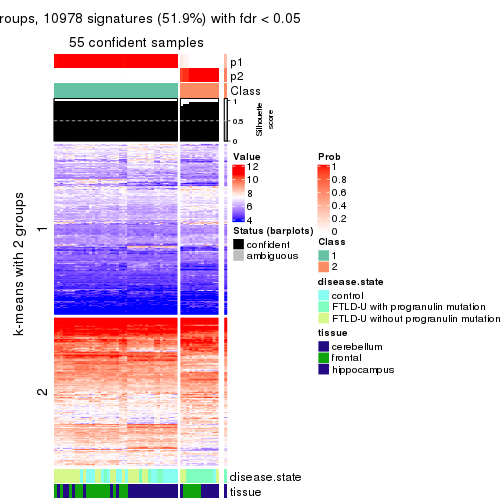 roups, 10978 signatures (51.9%) with fdr < 0.05
55 confident samples
p1
p2
Class
1
0.5
0
Silhouette
score
k-means with 2 groups
1
2
disease.state
tissue
Value
12
10
8
6
4
Status (barplots)
confident
ambiguous
Prob
1
0.8
0.6
0.4
0.2
0
Class
1
2
disease.state
control
FTLD-U with progranulin mutation
FTLD-U without progranulin mutation
tissue
cerebellum
frontal
hippocampus